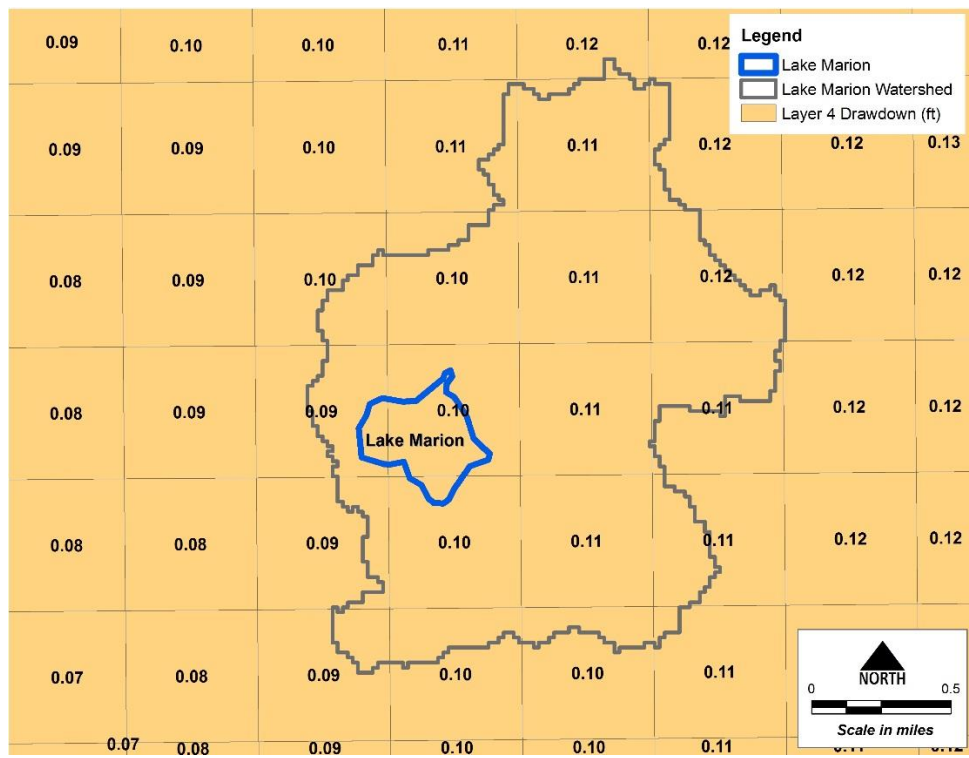 0.09 0.10 0.10 0.11 0.12 0.12
Legend
Lake Marion
Lake Marion Watershed
Layer 4 Drawdown (ft)
0.09 0.09 0.10 0.11 0.11 0.12 0.12 0.13
0.08 0.09 0.10 0.10 0.11 0.12 0.12 0.12
0.08 0.09 0.09 0.10 0.11 0.11 0.12 0.12
Lake Marion
0.08 0.08 0.09 0.10 0.11 0.11 0.12 0.12
0.07 0.08 0.09 0.10 0.10 0.11
NORTH
0 0.5
Scale in miles
0.07 0.08 0.09 0.10 0.10 0.11